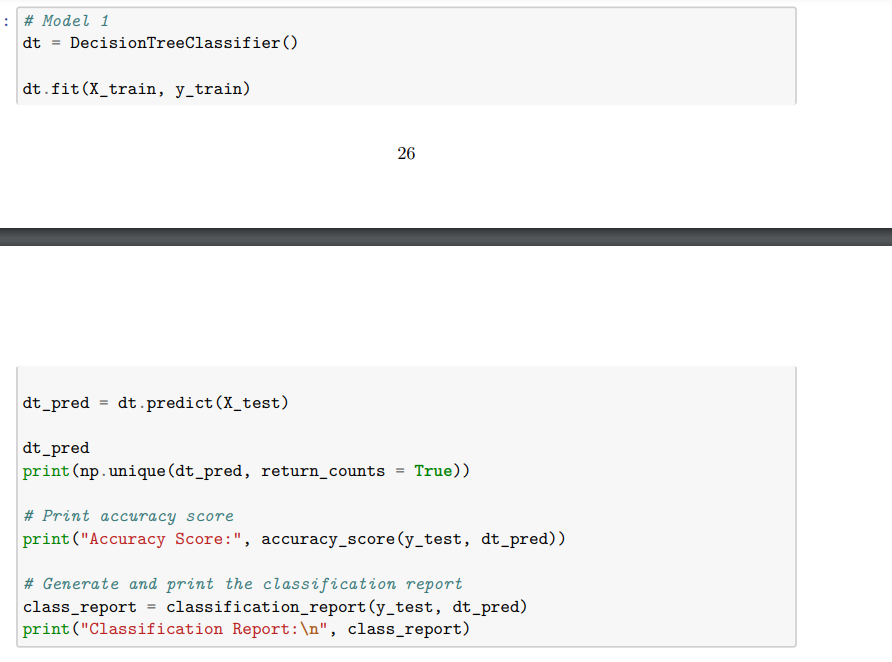 : # Model 1
dt = DecisionTreeClassifier()
dt.fit(X_train, y_train)
26
dt_pred = dt.predict(X_test)
dt_pred
print(np.unique(dt_pred, return_counts = True))
# Print accuracy score
print("Accuracy Score:", accuracy_score(y_test, dt_pred))
# Generate and print the classification report
class_report = classification_report(y_test, dt_pred)
print("Classification Report:\n", class_report)